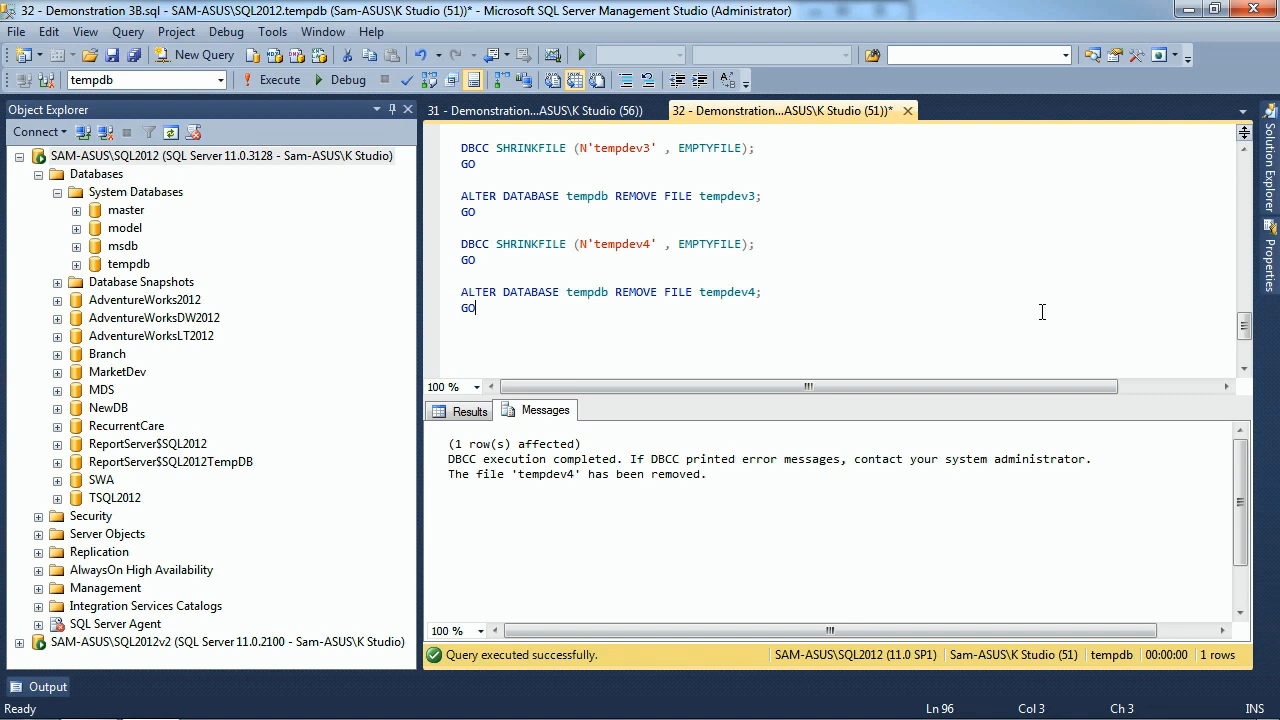 32 - Demonstration 3B.sql - SAM-ASUS\SQL2012.tempdb (Sam-ASUS\K Studio (51))* - Microsoft SQL Server Management Studio (Administrator)
File Edit View Query Project Debug Tools Window Help
New Query
tempdb Execute Debug
Object Explorer
31 - Demonstration...ASUS\K Studio (56))
32 - Demonstration...ASUS\K Studio (51))*
Connect
SAM-ASUS\SQL2012 (SQL Server 11.0.3128 - Sam-ASUS\K Studio)
Databases
System Databases
master
model
msdb
tempdb
Database Snapshots
AdventureWorks2012
AdventureWorksDW2012
AdventureWorksLT2012
Branch
MarketDev
MDS
NewDB
RecurrentCare
ReportServer$SQL2012
ReportServer$SQL2012TempDB
SWA
TSQL2012
Security
Server Objects
Replication
AlwaysOn High Availability
Management
Integration Services Catalogs
SQL Server Agent
SAM-ASUS\SQL2012v2 (SQL Server 11.0.2100 - Sam-ASUS\K Studio)
DBCC SHRINKFILE (N'tempdev3' , EMPTYFILE);
GO
ALTER DATABASE tempdb REMOVE FILE tempdev3;
GO
DBCC SHRINKFILE (N'tempdev4' , EMPTYFILE);
GO
ALTER DATABASE tempdb REMOVE FILE tempdev4;
GO
100 %
Results Messages
(1 row(s) affected)
DBCC execution completed. If DBCC printed error messages, contact your system administrator.
The file 'tempdev4' has been removed.
100 %
Query executed successfully. SAM-ASUS\SQL2012 (11.0 SP1) Sam-ASUS\K Studio (51) tempdb 00:00:00 1 rows
Solution Explorer
Properties
Output
Ready Ln 96 Col 3 Ch 3 INS